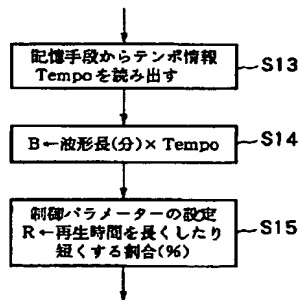 記憶手段からテンポ情報
Tempoを読み出す
S13
B←波形長(分)×Tempo
S14
制御パラメーターの設定
R←再生時間を長くしたり
短くする割合(%)
S15